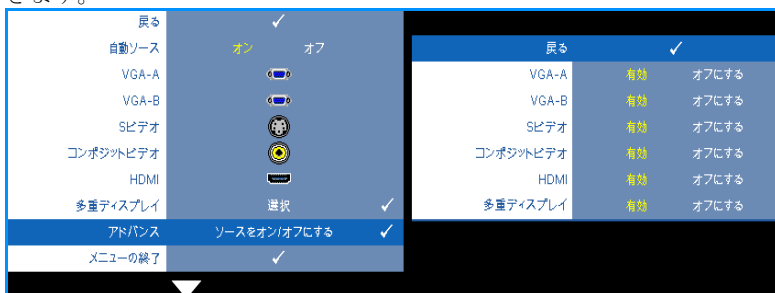 きます。
戻る ✓
自動ソース オン オフ
VGA-A
VGA-B
Sビデオ
コンポジットビデオ
HDMI
多重ディスプレイ 選択 ✓
アドバンス ソースをオン/オフにする ✓
メニューの終了 ✓
戻る ✓
VGA-A 有効 オフにする
VGA-B 有効 オフにする
Sビデオ 有効 オフにする
コンポジットビデオ 有効 オフにする
HDMI 有効 オフにする
多重ディスプレイ 有効 オフにする